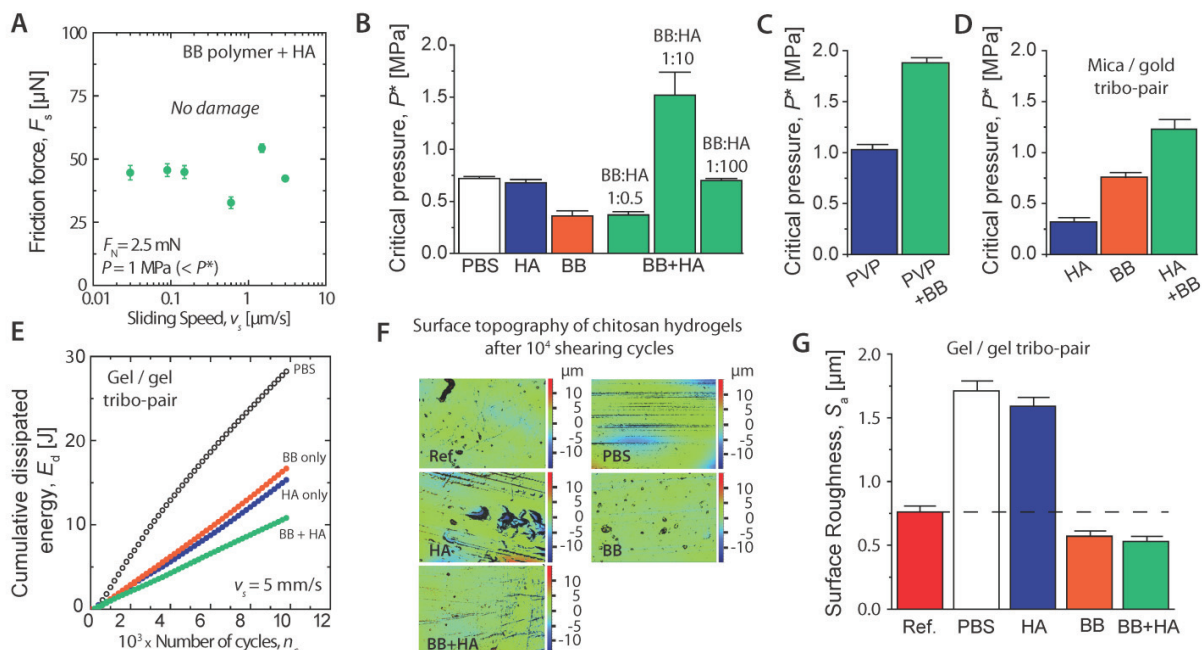 A
BB polymer + HA
No damage
F_N = 2.5 mN
P = 1 MPa (< P*)
Friction force, F_s [µN]
100
75
50
25
0
0.01 0.1 1 10
Sliding Speed, v_s [µm/s]
B
Critical pressure, P* [MPa]
2.0
1.5
1.0
0.5
0.0
BB:HA
1:10
BB:HA
1:0.5
BB:HA
1:100
PBS HA BB BB+HA
C
Critical pressure, P* [MPa]
2.0
1.5
1.0
0.5
0.0
PVP
PVP
+BB
D
Mica / gold
tribo-pair
Critical pressure, P* [MPa]
2.0
1.5
1.0
0.5
0.0
HA
BB
HA
+BB
E
Gel / gel
tribo-pair
PBS
BB only
HA only
BB + HA
v_s = 5 mm/s
Cumulative dissipated
energy, E_d [J]
30
20
10
0
0 2 4 6 8 10 12
10³ x Number of cycles,
F
Surface topography of chitosan hydrogels
after 10⁴ shearing cycles
µm
10
5
0
-5
-10
Ref.
µm
10
5
0
-5
-10
PBS
10
5
0
-5
-10
HA
10
5
0
-5
-10
BB
10
5
0
-5
-10
BB+HA
G
Gel / gel tribo-pair
Surface Roughness, S_a [µm]
2.0
1.5
1.0
0.5
0.0
Ref. PBS HA BB BB+HA